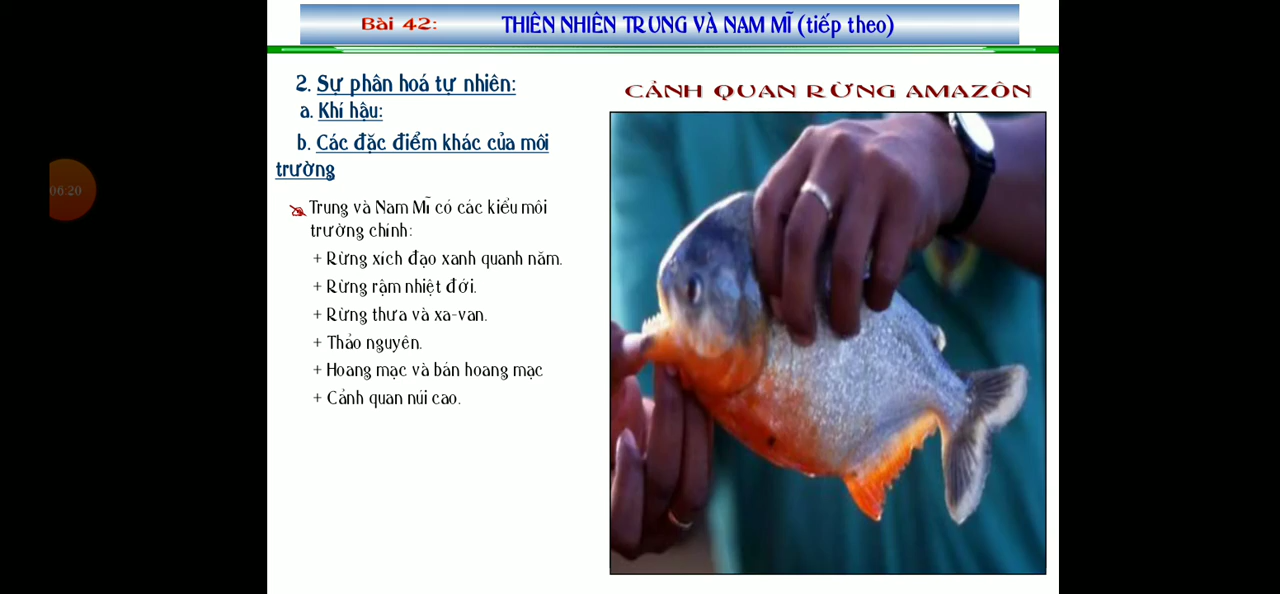 Bài 42: THIÊN NHIÊN TRUNG VÀ NAM MĨ (tiếp theo)
2. Sự phân hoá tự nhiên:
a. Khí hậu:
b. Các đặc điểm khác của môi
trường
Trung và Nam Mĩ có các kiểu môi
trường chính:
+ Rừng xích đạo xanh quanh năm.
+ Rừng rậm nhiệt đới.
+ Rừng thưa và xa-van.
+ Thảo nguyên.
+ Hoang mạc và bán hoang mạc
+ Cảnh quan núi cao.
CẢNH QUAN RỪNG AMAZÔN
06:20